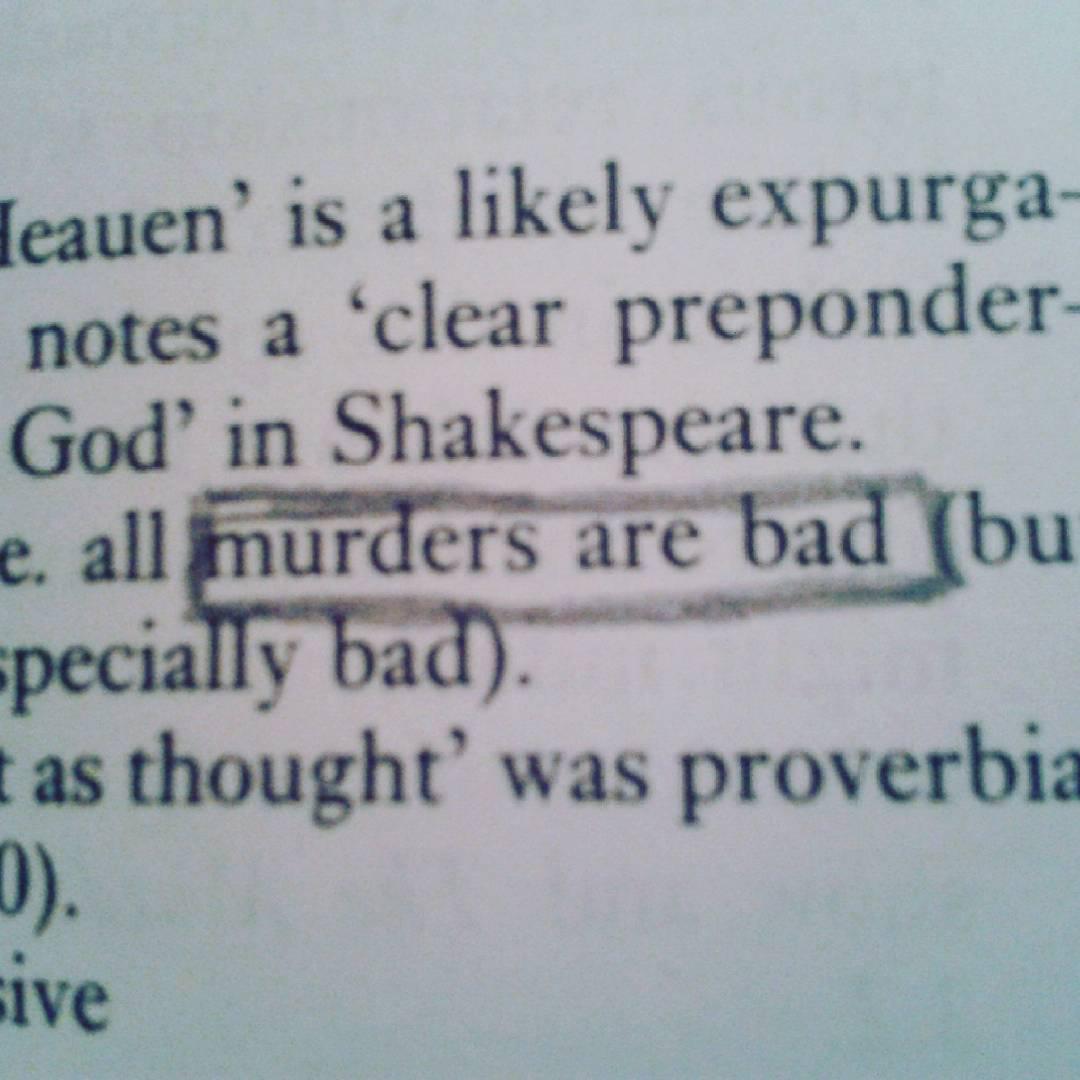 Heauen’ is a likely expurga-
notes a ‘clear preponder-
God’ in Shakespeare.
e. all murders are bad (bu
specially bad).
t as thought’ was proverbia
0).
sive